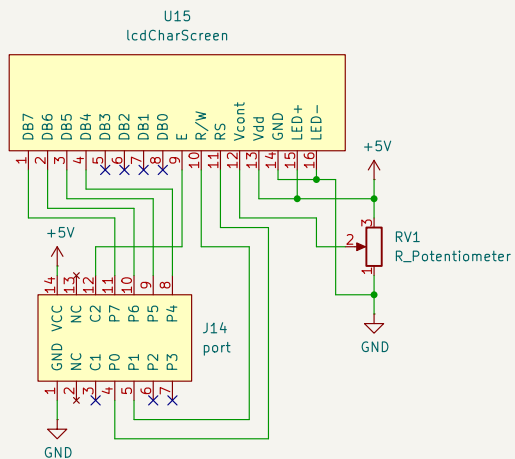 U15
lcdCharScreen
DB7 DB6 DB5 DB4 DB3 DB2 DB1 DB0 E R/W RS Vcont Vdd GND LED+ LED-
1 2 3 4 5 6 7 8 9 10 11 12 13 14 15 16
+5V
3
2
1
RV1
R_Potentiometer
GND
+5V
14 13 12 11 10 9 8
VCC NC C2 P7 P6 P5 P4
J14
port
GND NC C1 P0 P1 P2 P3
1 2 3 4 5 6 7
GND